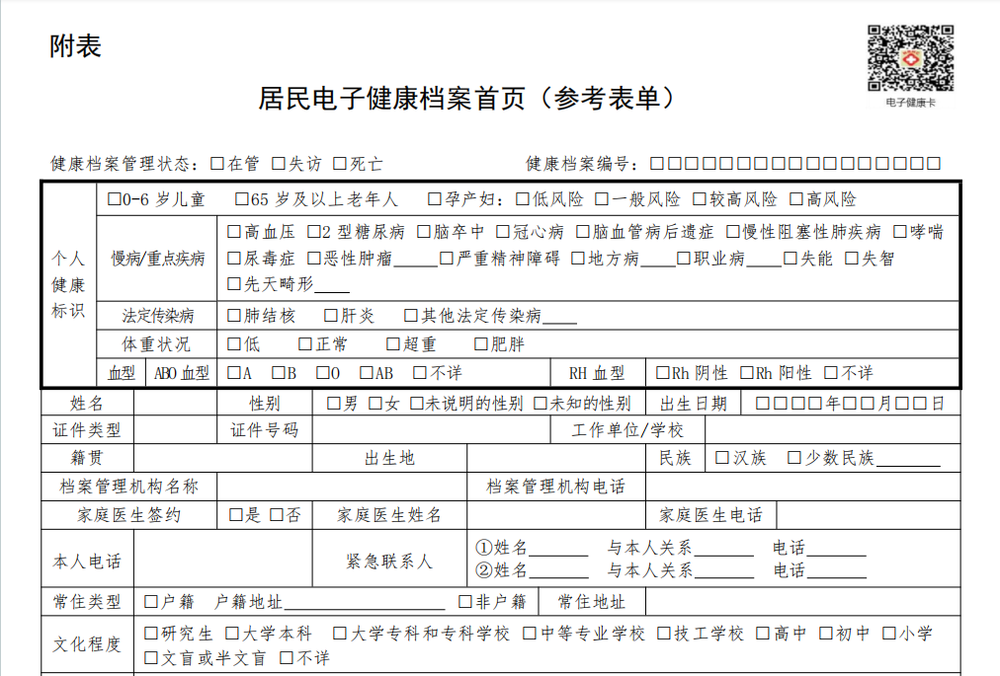 附表
电子健康卡
居民电子健康档案首页（参考表单）
健康档案管理状态：□在管 □失访 □死亡 健康档案编号：□□□□□□□□□□□□□□□□□
个人健康标识
□0-6 岁儿童 □65 岁及以上老年人 □孕产妇：□低风险 □一般风险 □较高风险 □高风险
慢病/重点疾病
□高血压 □2 型糖尿病 □脑卒中 □冠心病 □脑血管病后遗症 □慢性阻塞性肺疾病 □哮喘
□尿毒症 □恶性肿瘤_____□严重精神障碍 □地方病____□职业病____□失能 □失智
□先天畸形____
法定传染病 □肺结核 □肝炎 □其他法定传染病____
体重状况 □低 □正常 □超重 □肥胖
血型 ABO 血型 □A □B □O □AB □不详 RH 血型 □Rh 阴性 □Rh 阳性 □不详
姓名 性别 □男 □女 □未说明的性别 □未知的性别 出生日期 □□□□年□□月□□日
证件类型 证件号码 工作单位/学校
籍贯 出生地 民族 □汉族 □少数民族_______
档案管理机构名称 档案管理机构电话
家庭医生签约 □是 □否 家庭医生姓名 家庭医生电话
本人电话 紧急联系人
①姓名_______ 与本人关系_______ 电话_______
②姓名_______ 与本人关系_______ 电话_______
常住类型 □户籍 户籍地址__________________ □非户籍 常住地址
文化程度
□研究生 □大学本科 □大学专科和专科学校 □中等专业学校 □技工学校 □高中 □初中 □小学
□文盲或半文盲 □不详